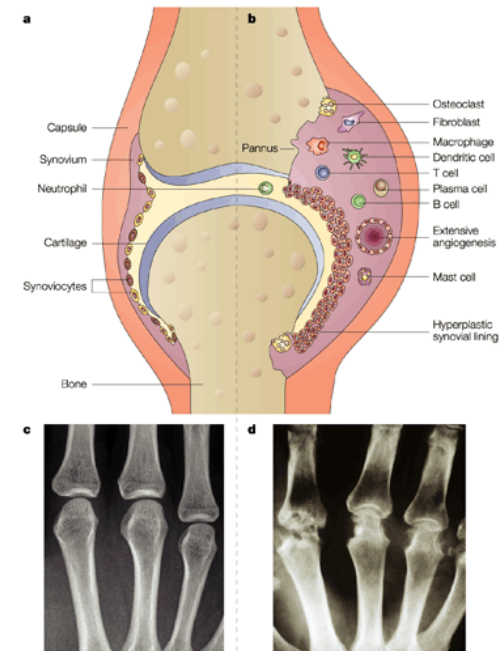 a
b
Capsule
Synovium
Neutrophil
Cartilage
Synoviocytes
Bone
Pannus
Osteoclast
Fibroblast
Macrophage
Dendritic cell
T cell
Plasma cell
B cell
Extensive
angiogenesis
Mast cell
Hyperplastic
synovial lining
c
d